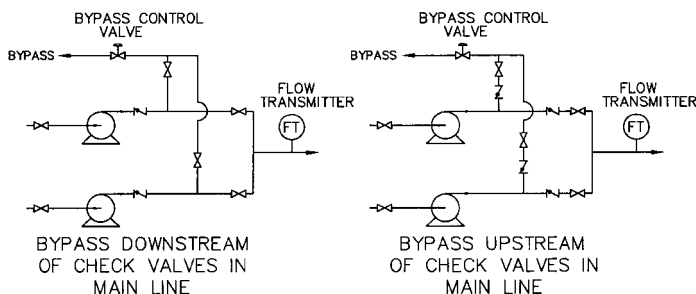 BYPASS CONTROL
VALVE
BYPASS
FLOW
TRANSMITTER
FT
BYPASS DOWNSTREAM
OF CHECK VALVES IN
MAIN LINE
BYPASS CONTROL
VALVE
BYPASS
FLOW
TRANSMITTER
FT
BYPASS UPSTREAM
OF CHECK VALVES IN
MAIN LINE